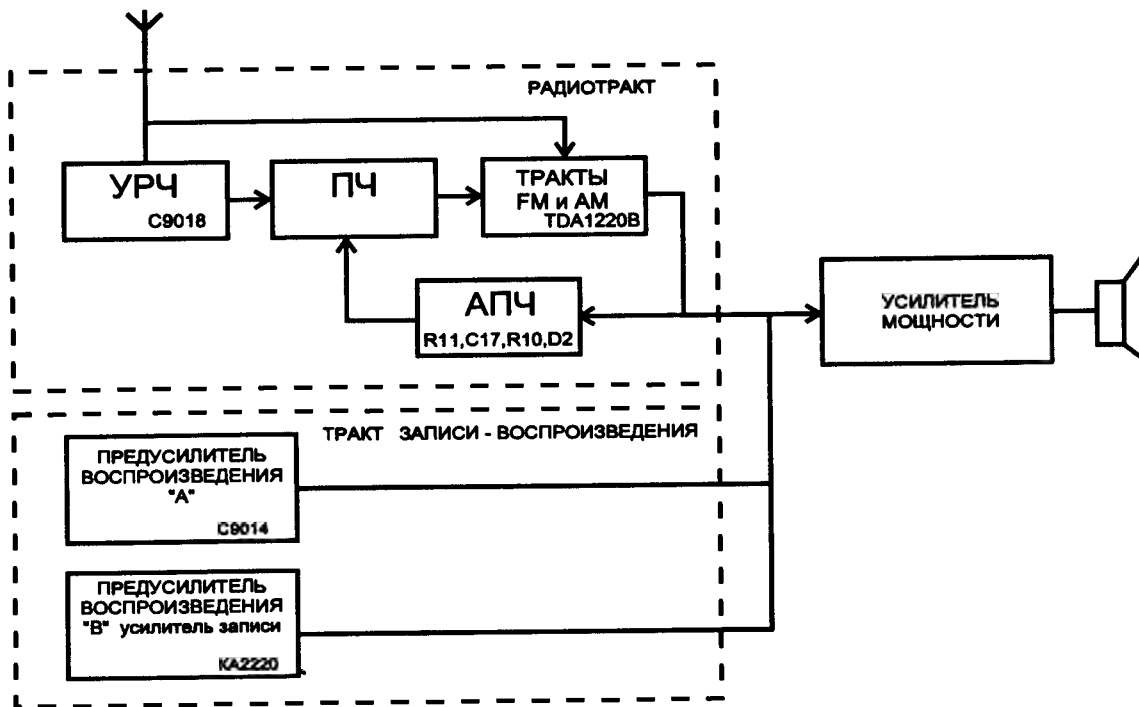 РАДИОТРАКТ
УРЧ
C9018
ПЧ
ТРАКТЫ
FM и АМ
TDA1220B
АПЧ
R11,C17,R10,D2
УСИЛИТЕЛЬ
МОЩНОСТИ
ТРАКТ ЗАПИСИ - ВОСПРОИЗВЕДЕНИЯ
ПРЕДУСИЛИТЕЛЬ
ВОСПРОИЗВЕДЕНИЯ
"А"
C9014
ПРЕДУСИЛИТЕЛЬ
ВОСПРОИЗВЕДЕНИЯ
"В" усилитель записи
KA2220